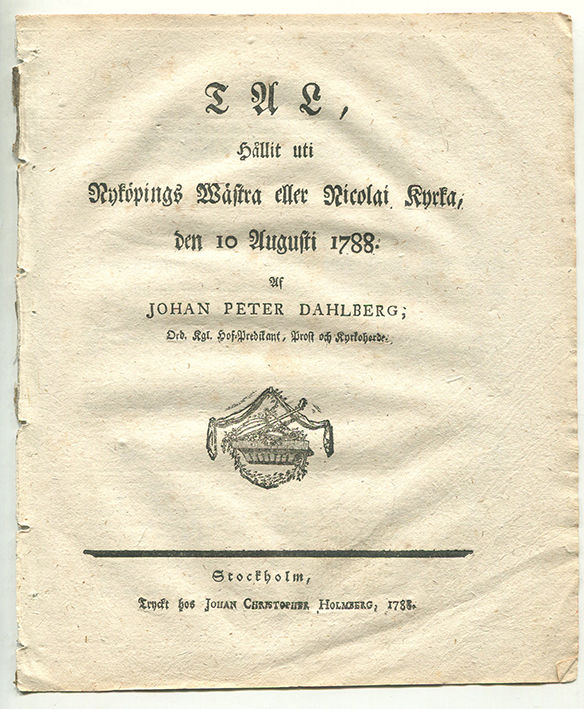 TAL,
Hållit uti
Nyköpings Wästra eller Nicolai Kyrka,
den 10 Augusti 1788.
Af
JOHAN PETER DAHLBERG;
Ord. Kgl. Hof-Predikant, Prost och Kyrkoherde.
Stockholm,
Tryckt hos JOHAN CHRISTOPHER HOLMBERG, 1788.